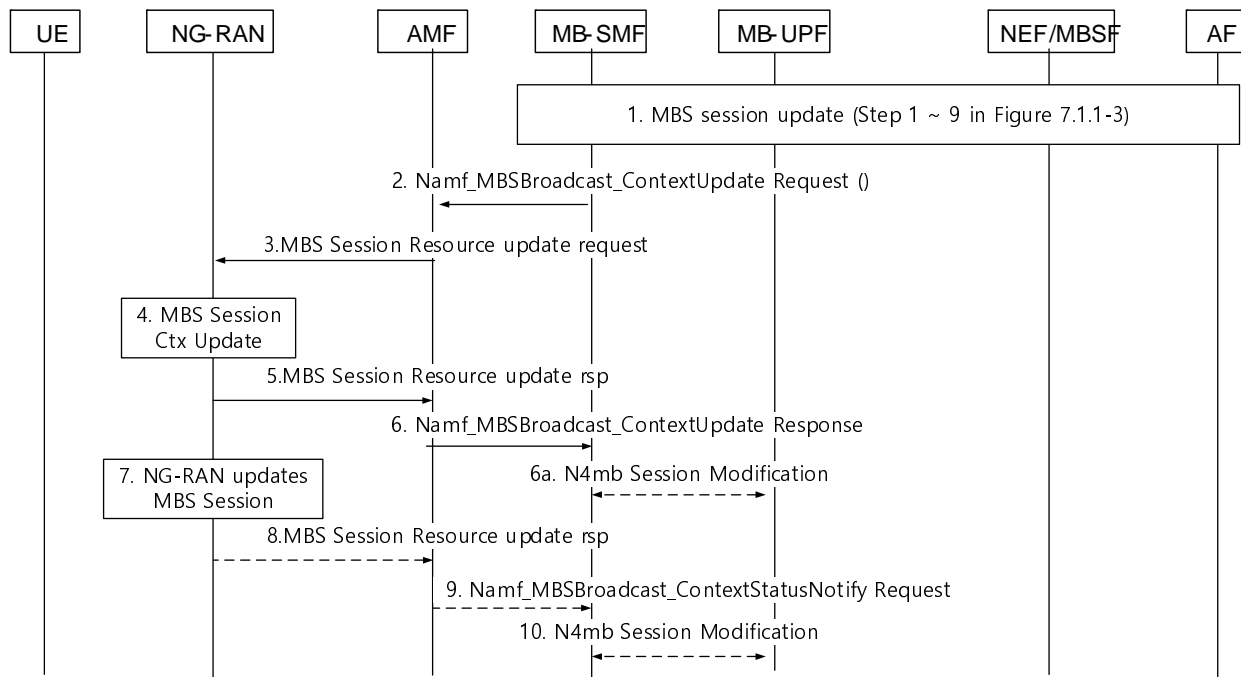 UE
NG-RAN
AMF
MB-SMF
MB-UPF
NEF/MBSF
AF
1. MBS session update (Step 1 ~ 9 in Figure 7.1.1-3)
2. Namf_MBSBroadcast_ContextUpdate Request ()
3.MBS Session Resource update request
4. MBS Session
Ctx Update
5.MBS Session Resource update rsp
6. Namf_MBSBroadcast_ContextUpdate Response
6a. N4mb Session Modification
7. NG-RAN updates
MBS Session
8.MBS Session Resource update rsp
9. Namf_MBSBroadcast_ContextStatusNotify Request
10. N4mb Session Modification